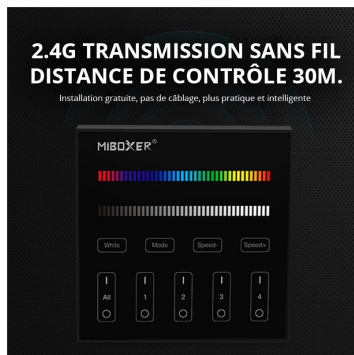 2.4G TRANSMISSION SANS FIL
DISTANCE DE CONTRÔLE 30M.
Installation gratuite, pas de câblage, plus pratique et intelligente
MiBOXER®
White Mode Speed- Speed+
All 1 2 3 4